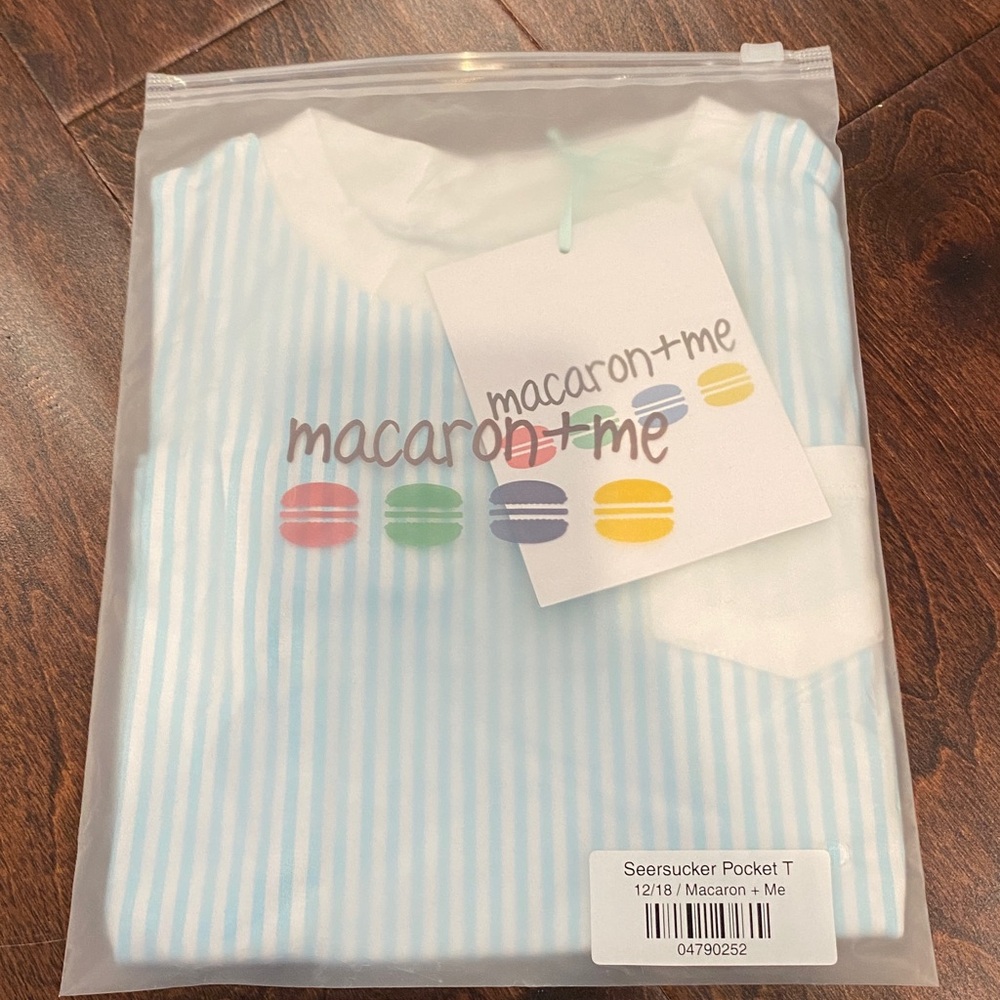 macaron+me
macaron+me
Seersucker Pocket T
12/18 / Macaron + Me
04790252